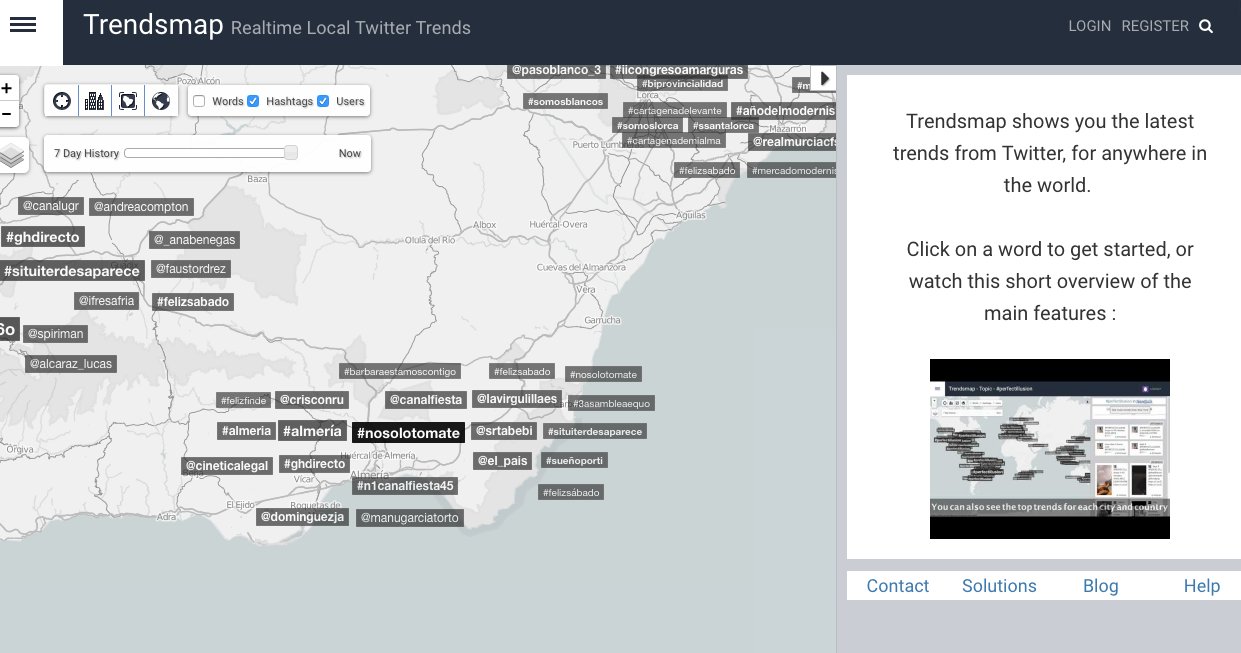 Trendsmap Realtime Local Twitter Trends
LOGIN REGISTER
+
-
Words Hashtags Users
7 Day History Now
Pozo Alcón
Baza
@canalugr @andreacompton
#ghdirecto
@_anabenegas
#situiterdesaparece
@faustordrez
@ifresafria
#felizsabado
6o
@spiriman
@alcaraz_lucas
@pasoblanco_3 #iicongresoamarguras
#biprovincialidad
Lorca
#somosblancos
#cartagenadelevante
#añodelmodernis
#somoslorca #ssantalorca
Mazarrón
#cartagenademialma
@realmurciacfs
#felizsabado
#mercadomodernis
Águilas
Albox
Huércal-Overa
Olula del Río
Cuevas del Almanzora
Vera
Garrucha
#barbaraestamoscontigo
#felizsabado
#nosolotomate
#felizfinde
@crisconru
@canalfiesta
@lavirgulillaes
#3asambleaequo
#almeria
#almería
#nosolotomate
@srtabebi
#situiterdesaparece
Huércal de Almería
@cineticalegal
#ghdirecto
@el_pais
#sueñoporti
Vícar
Almería
#n1canalfiesta45
#felizsábado
Orgiva
El Ejido
Roquetas de
Adra
@dominguezja
@manugarciatorto
Trendsmap shows you the latest
trends from Twitter, for anywhere in
the world.
Click on a word to get started, or
watch this short overview of the
main features :
Trendsmap - Topic - #perfectillusion
You can also see the top trends for each city and country
Contact Solutions Blog Help